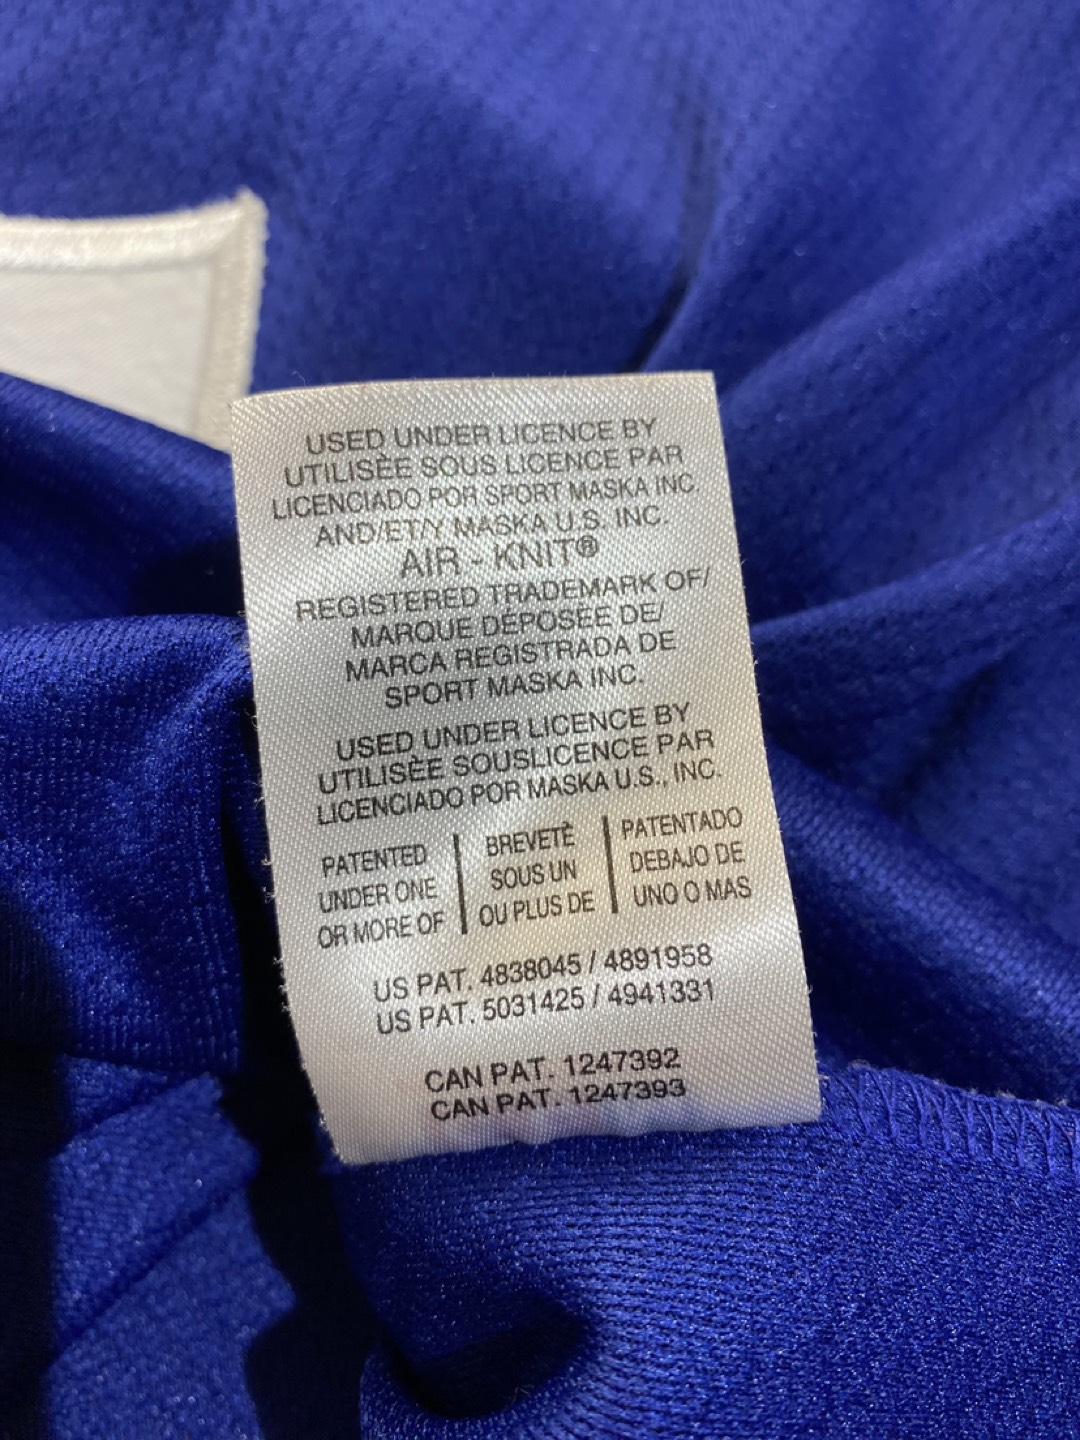 USED UNDER LICENCE BY
UTILISÈE SOUS LICENCE PAR
LICENCIADO POR SPORT MASKA INC.
AND/ET/Y MASKA U.S. INC.
AIR - KNIT®
REGISTERED TRADEMARK OF/
MARQUE DÉPOSÉE DE/
MARCA REGISTRADA DE
SPORT MASKA INC.
USED UNDER LICENCE BY
UTILISÈE SOUSLICENCE PAR
LICENCIADO POR MASKA U.S., INC.
PATENTED
UNDER ONE
OR MORE OF
BREVETÈ
SOUS UN
OU PLUS DE
PATENTADO
DEBAJO DE
UNO O MAS
US PAT. 4838045 / 4891958
US PAT. 5031425 / 4941331
CAN PAT. 1247392
CAN PAT. 1247393